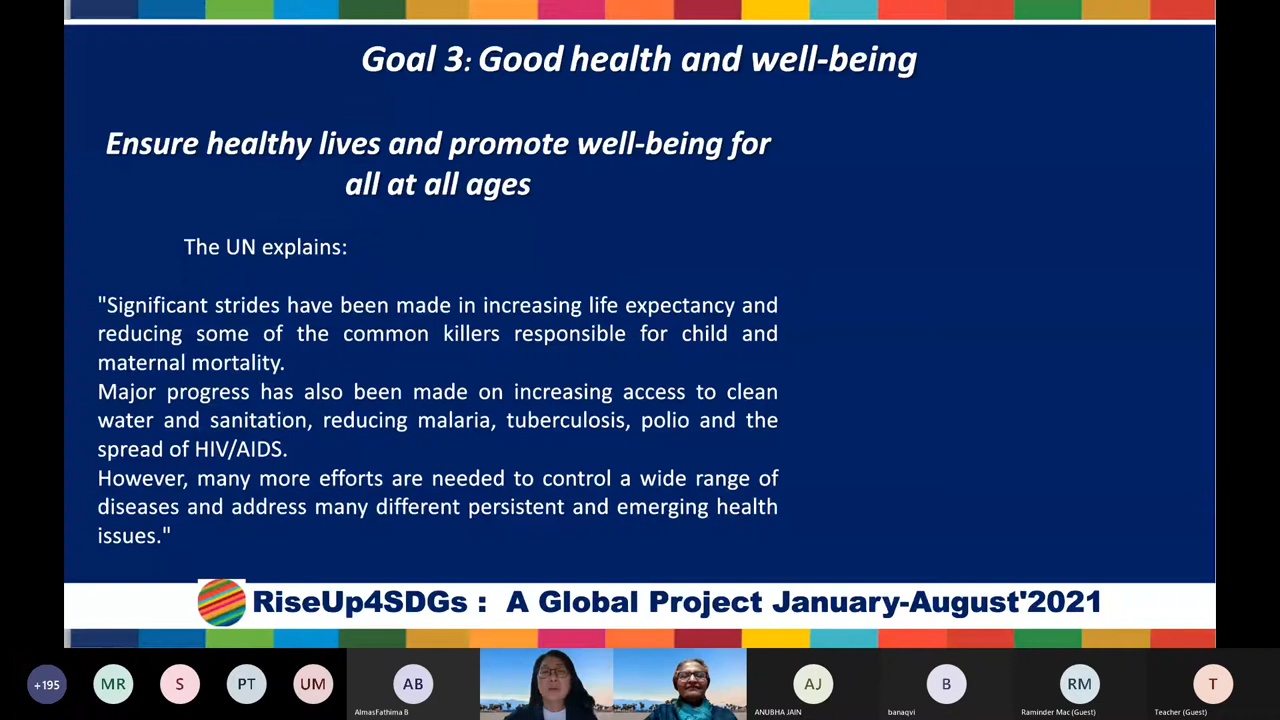 Goal 3: Good health and well-being
Ensure healthy lives and promote well-being for
all at all ages
The UN explains:
"Significant strides have been made in increasing life expectancy and
reducing some of the common killers responsible for child and
maternal mortality.
Major progress has also been made on increasing access to clean
water and sanitation, reducing malaria, tuberculosis, polio and the
spread of HIV/AIDS.
However, many more efforts are needed to control a wide range of
diseases and address many different persistent and emerging health
issues."
RiseUp4SDGs : A Global Project January-August'2021
+195
MR
S
PT
UM
AB
AJ
B
RM
T
AlmasFathima B
ANUBHA JAIN
banaqvi
Raminder Mac (Guest)
Teacher (Guest)